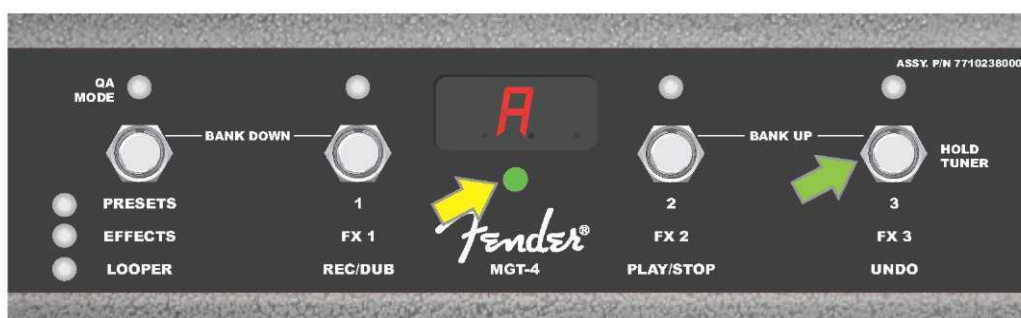 ASSY. P/N 7710238000
QA
MODE
A
BANK DOWN
BANK UP
HOLD
TUNER
PRESETS 1 2 3
EFFECTS FX 1 Fender® FX 2 FX 3
LOOPER REC/DUB MGT-4 PLAY/STOP UNDO